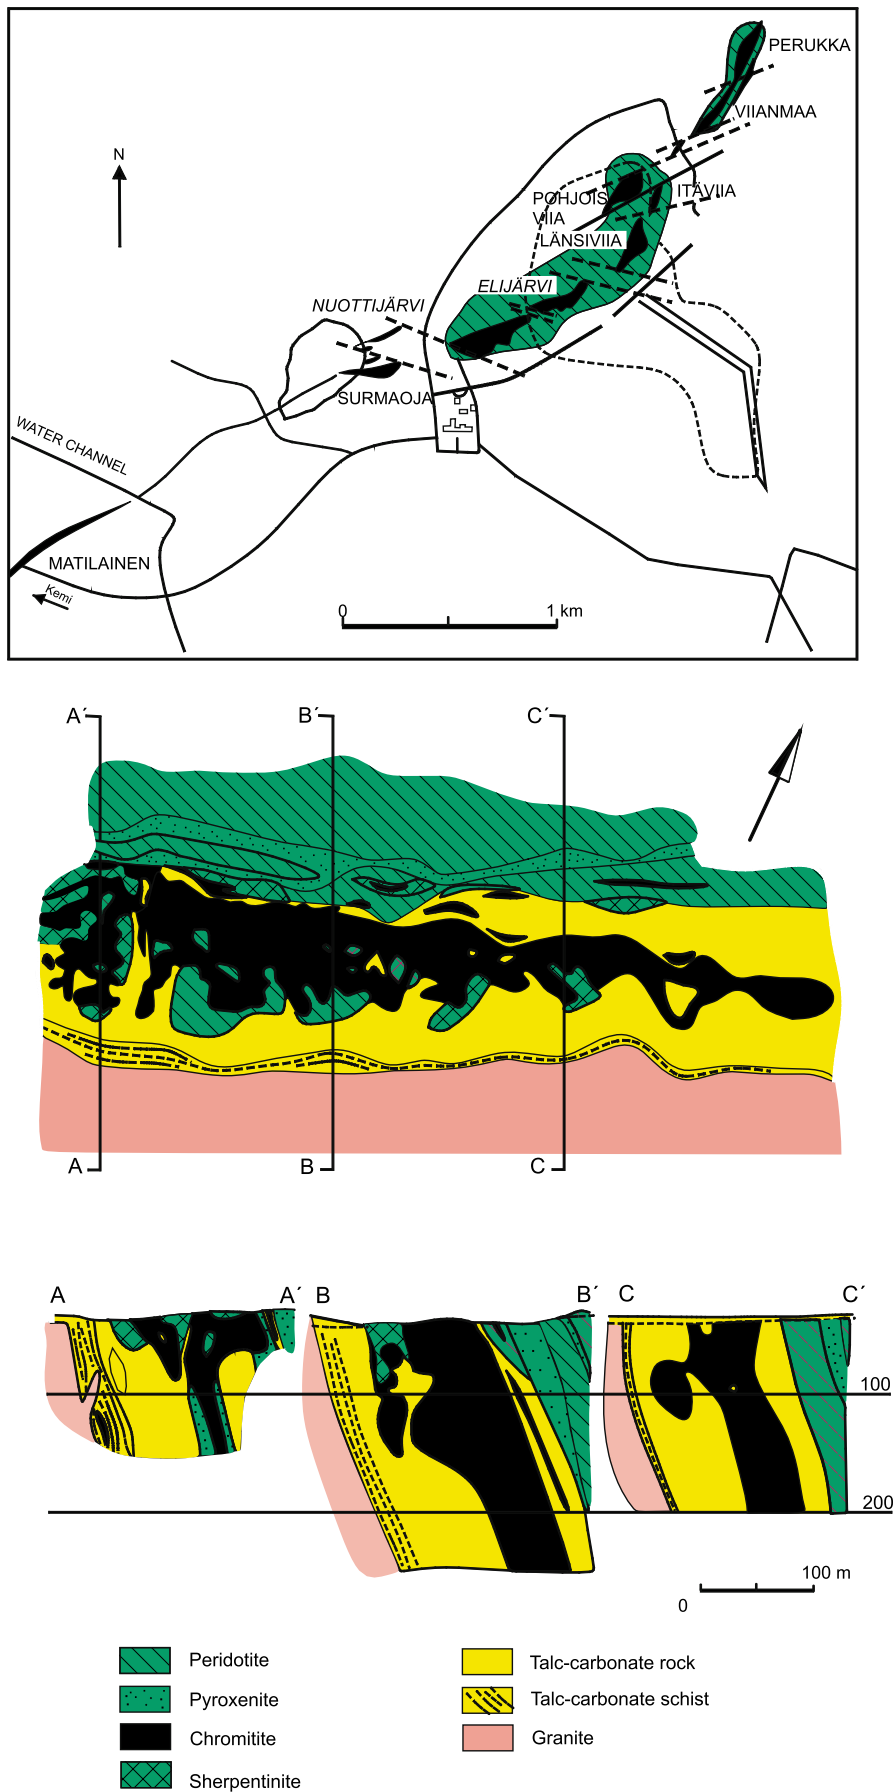 PERUKKA
VIIANMAA
N
POHJOIS
VIIA
ITÄVIIA
LÄNSIVIIA
ELIJÄRVI
NUOTTIJÄRVI
SURMAOJA
WATER CHANNEL
MATILAINEN
Kemi
0 1 km
A´ B´ C´
A B C
A A´ B B´ C C´
100
200
100 m
0
Peridotite
Pyroxenite
Chromitite
Sherpentinite
Talc-carbonate rock
Talc-carbonate schist
Granite